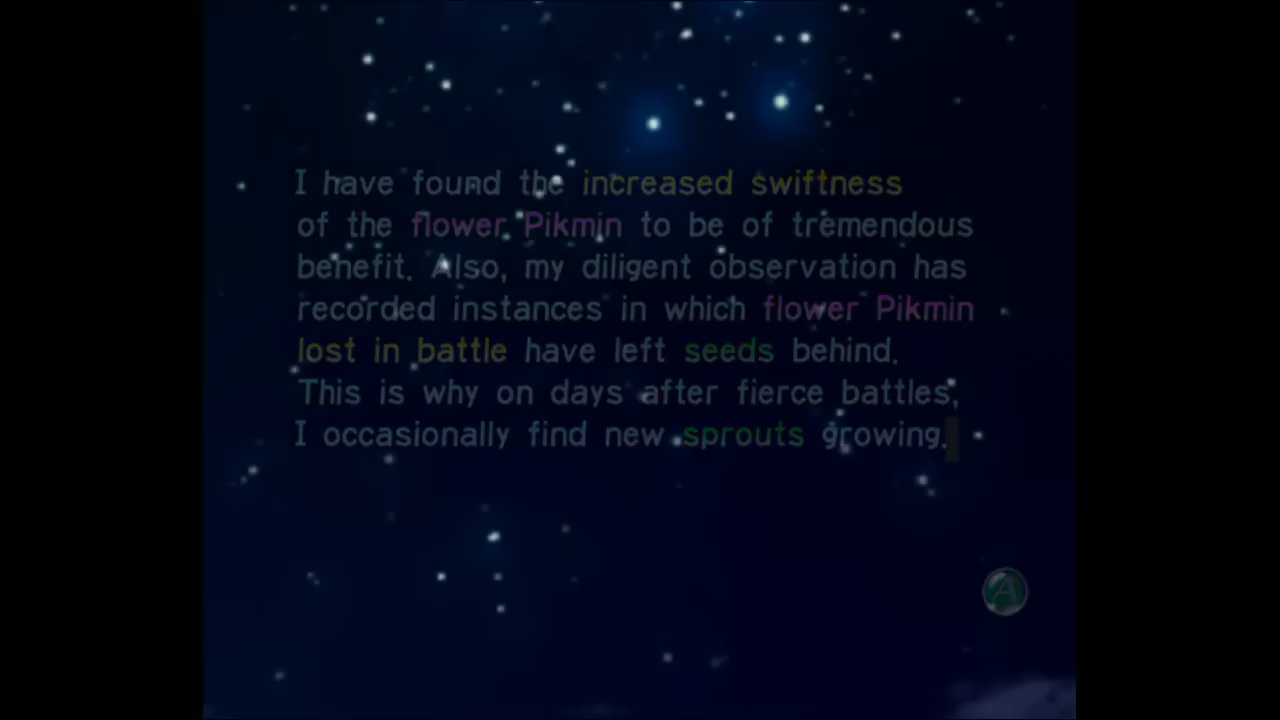 I have found the increased swiftness
of the flower Pikmin to be of tremendous
benefit. Also, my diligent observation has
recorded instances in which flower Pikmin
lost in battle have left seeds behind.
This is why on days after fierce battles,
I occasionally find new sprouts growing.
A